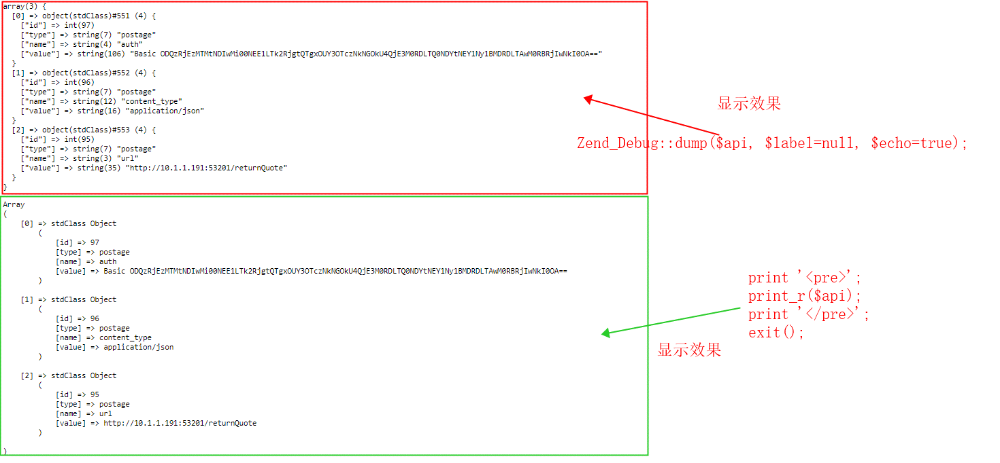 array(3) {
[0] => object(stdClass)#551 (4) {
["id"] => int(97)
["type"] => string(7) "postage"
["name"] => string(4) "auth"
["value"] => string(106) "Basic ODQzRjEzMTMtNDIwMi00NEE1LTk2RjgtQTgxOUY3OTczNkNGOkU4QjE3M0RDLTQ0NDYtNEY1Ny1BMDRDLTAwM0RBRjIwNkI0OA=="
}
[1] => object(stdClass)#552 (4) {
["id"] => int(96)
["type"] => string(7) "postage"
["name"] => string(12) "content_type"
["value"] => string(16) "application/json"
}
[2] => object(stdClass)#553 (4) {
["id"] => int(95)
["type"] => string(7) "postage"
["name"] => string(3) "url"
["value"] => string(35) "http://10.1.1.191:53201/returnQuote"
}
}
显示效果
Zend_Debug::dump($api, $label=null, $echo=true);
Array
(
[0] => stdClass Object
(
[id] => 97
[type] => postage
[name] => auth
[value] => Basic ODQzRjEzMTMtNDIwMi00NEE1LTk2RjgtQTgxOUY3OTczNkNGOkU4QjE3M0RDLTQ0NDYtNEY1Ny1BMDRDLTAwM0RBRjIwNkI0OA==
)
[1] => stdClass Object
(
[id] => 96
[type] => postage
[name] => content_type
[value] => application/json
)
[2] => stdClass Object
(
[id] => 95
[type] => postage
[name] => url
[value] => http://10.1.1.191:53201/returnQuote
)
)
print '<pre>';
print_r($api);
print '</pre>';
exit();
显示效果